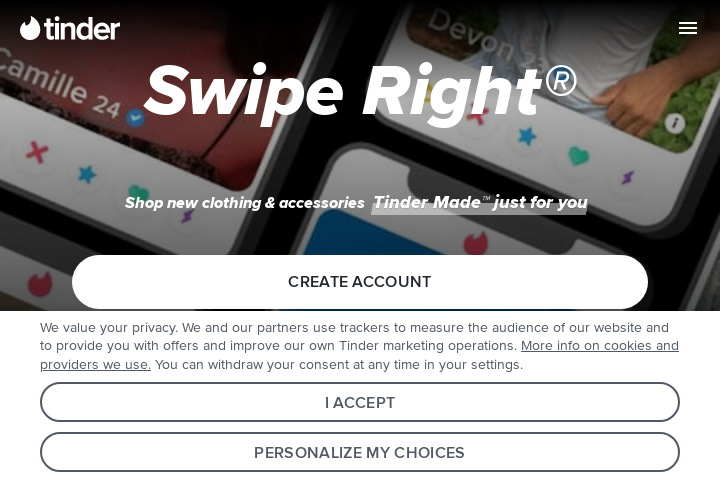 tinder
Camille 24
Devon 25
Swipe Right®
Shop new clothing & accessories Tinder Made™ just for you
CREATE ACCOUNT
We value your privacy. We and our partners use trackers to measure the audience of our website and
to provide you with offers and improve our own Tinder marketing operations. More info on cookies and
providers we use. You can withdraw your consent at any time in your settings.
I ACCEPT
PERSONALIZE MY CHOICES